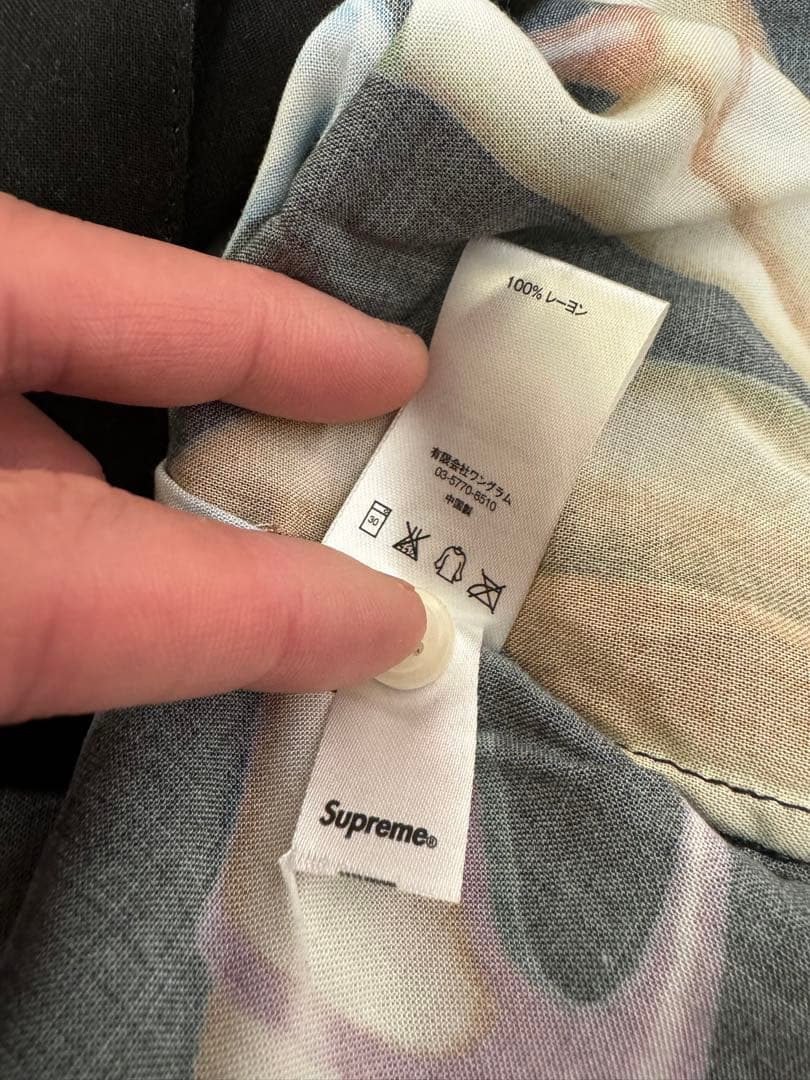 100% レーヨン
有限会社ワングラム
03-5770-8510
中国製
30
Supreme®